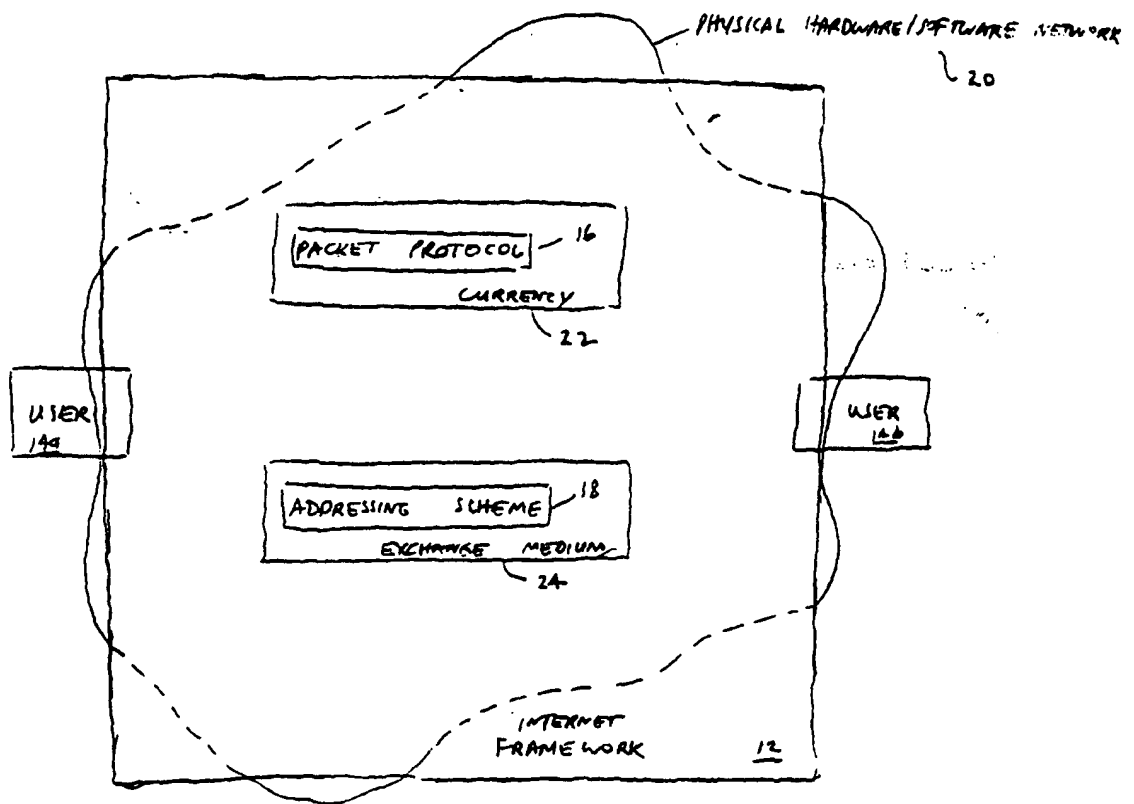 PHYSICAL HARDWARE/SOFTWARE NETWORK
20
PACKET PROTOCOL
16
CURRENCY
22
USER
14a
USER
14b
ADDRESSING SCHEME
18
EXCHANGE MEDIUM
24
INTERNET
FRAMEWORK
12